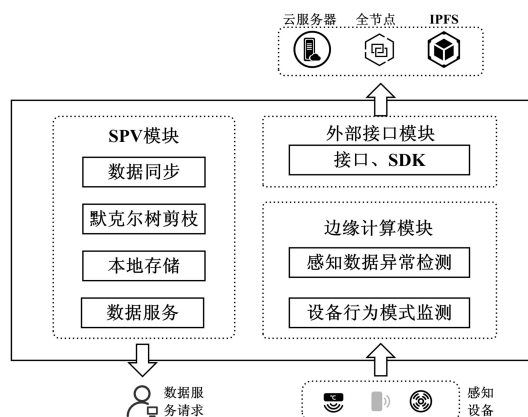 云服务器 全节点 IPFS
SPV模块
数据同步
默克尔树剪枝
本地存储
数据服务
外部接口模块
接口、SDK
边缘计算模块
感知数据异常检测
设备行为模式监测
数据服
务请求
℃
感知
设备